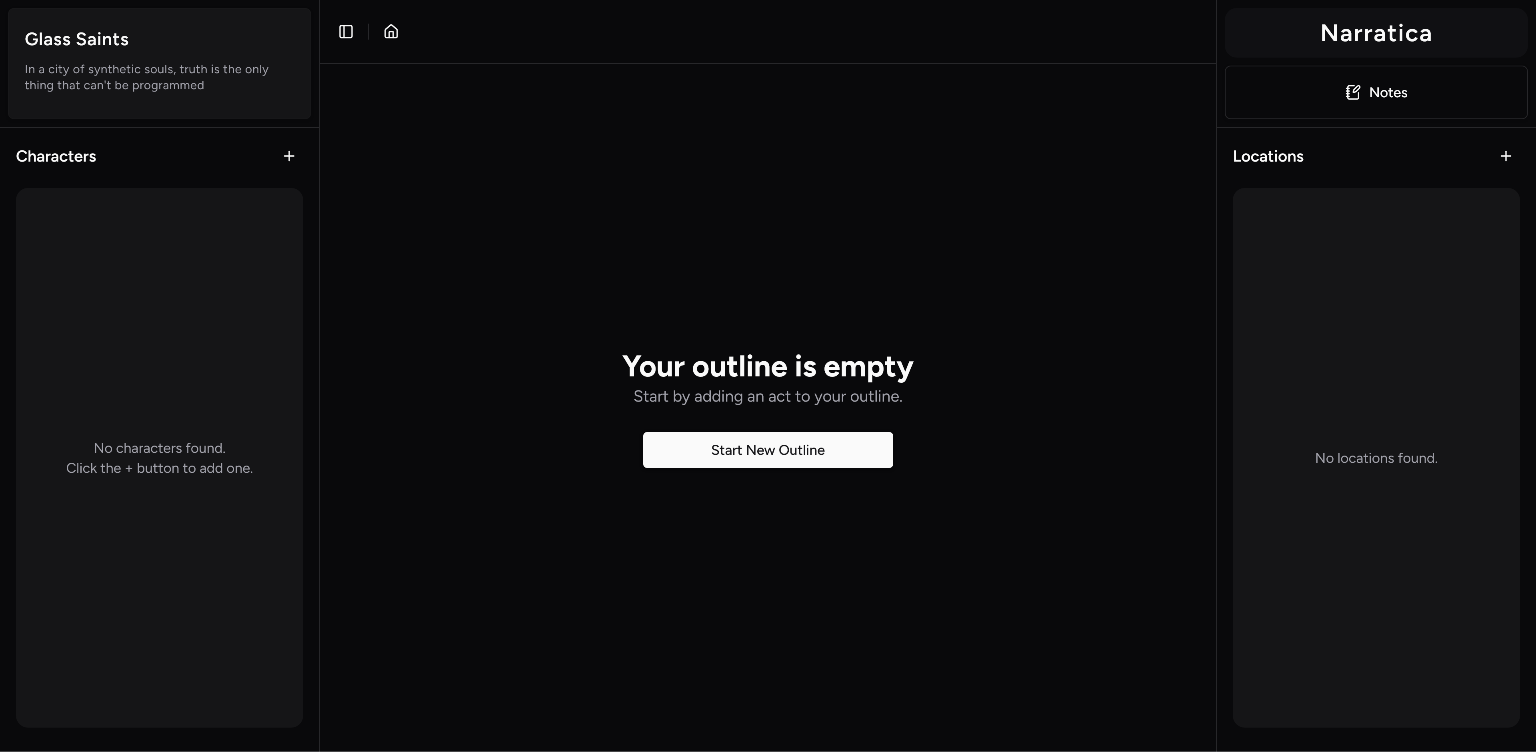 Glass Saints
In a city of synthetic souls, truth is the only
thing that can't be programmed
Characters
No characters found.
Click the + button to add one.
Your outline is empty
Start by adding an act to your outline.
Start New Outline
Narratica
Notes
Locations
No locations found.